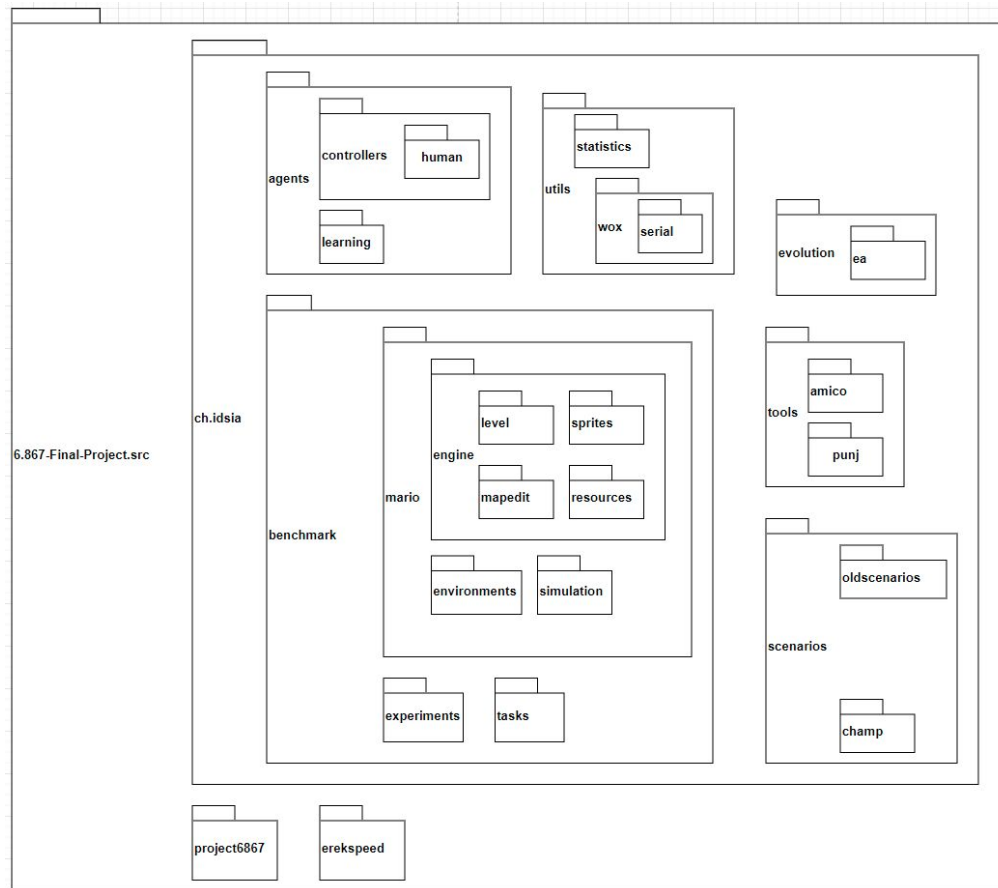 6.867-Final-Project.src
ch.idsia
agents
controllers
human
learning
utils
statistics
wox
serial
evolution
ea
benchmark
mario
engine
level
sprites
mapedit
resources
environments
simulation
experiments
tasks
tools
amico
punj
scenarios
oldscenarios
champ
project6867
erekspeed